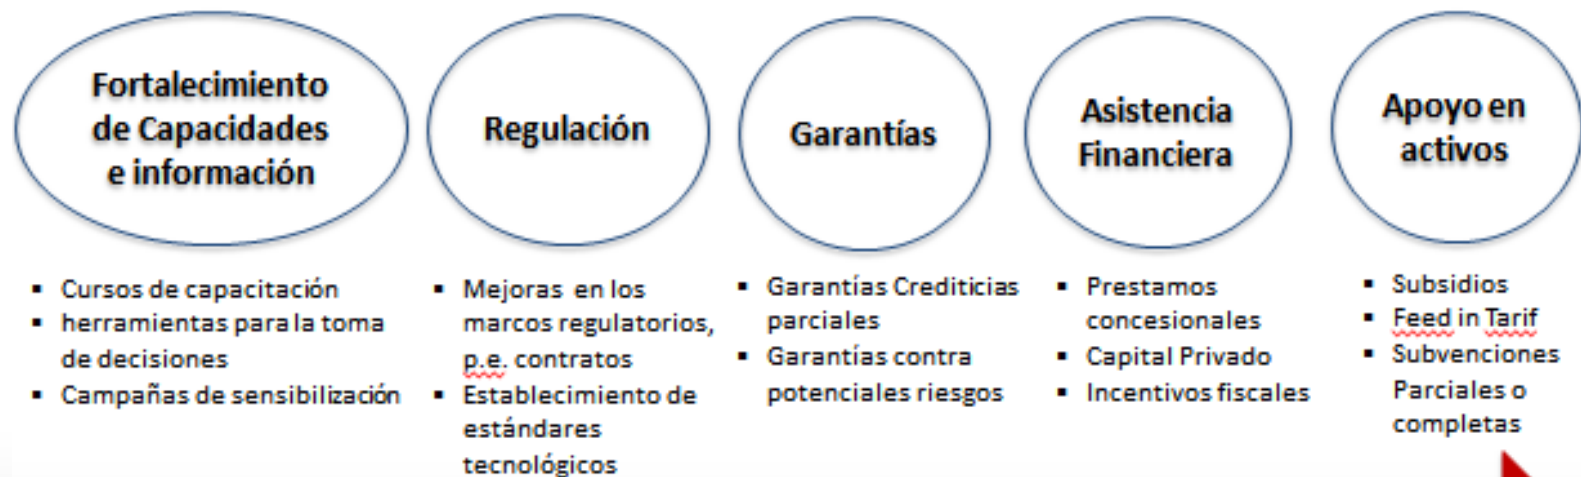 Fortalecimiento
de Capacidades
e información
Regulación
Garantías
Asistencia
Financiera
Apoyo en
activos
▪ Cursos de capacitación
▪ herramientas para la toma
de decisiones
▪ Campañas de sensibilización
▪ Mejoras en los
marcos regulatorios,
p.e. contratos
▪ Establecimiento de
estándares
tecnológicos
▪ Garantías Crediticias
parciales
▪ Garantías contra
potenciales riesgos
▪ Prestamos
concesionales
▪ Capital Privado
▪ Incentivos fiscales
▪ Subsidios
▪ Feed in Tarif
▪ Subvenciones
Parciales o
completas